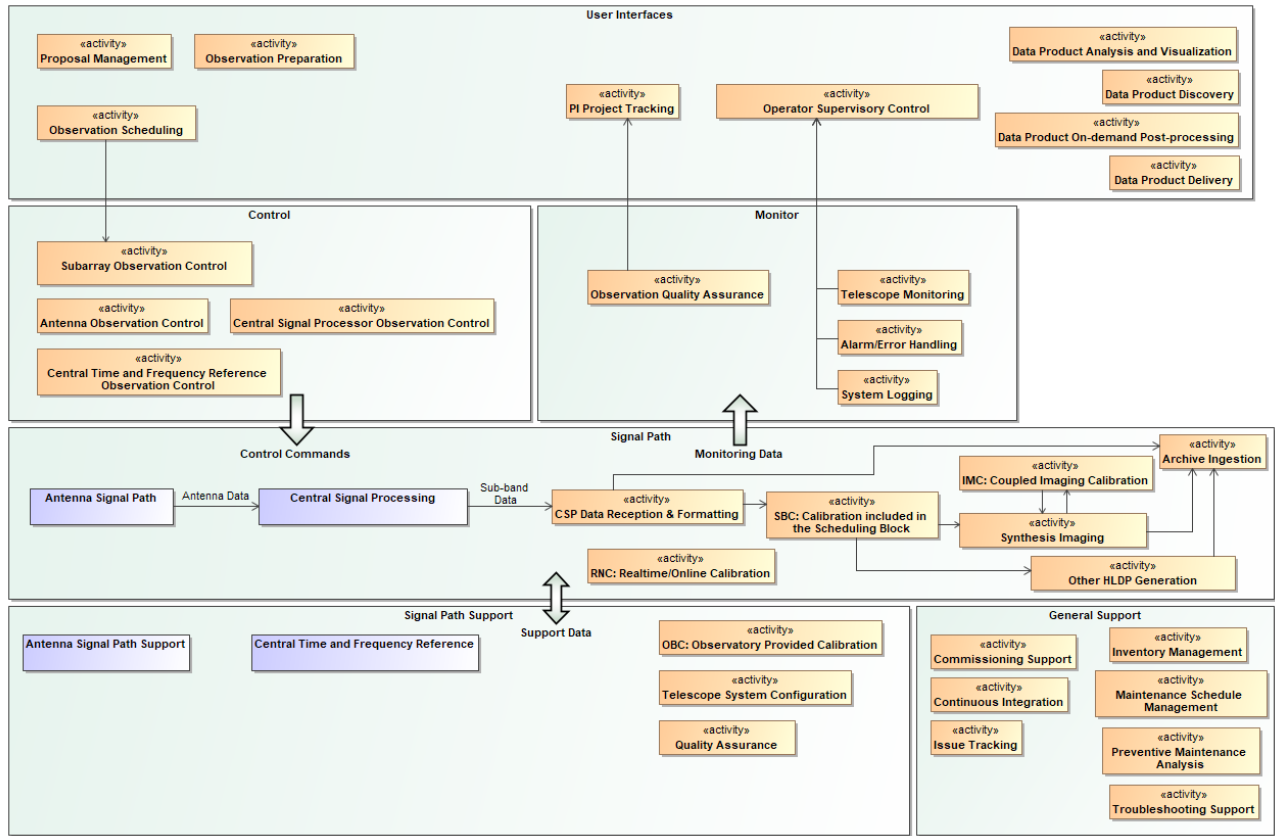 User Interfaces
«activity»
Proposal Management
«activity»
Observation Preparation
«activity»
Data Product Analysis and Visualization
«activity»
Data Product Discovery
«activity»
Observation Scheduling
«activity»
PI Project Tracking
«activity»
Operator Supervisory Control
«activity»
Data Product On-demand Post-processing
«activity»
Data Product Delivery
Control
«activity»
Subarray Observation Control
«activity»
Antenna Observation Control
«activity»
Central Signal Processor Observation Control
«activity»
Central Time and Frequency Reference
Observation Control
Monitor
«activity»
Observation Quality Assurance
«activity»
Telescope Monitoring
«activity»
Alarm/Error Handling
«activity»
System Logging
Signal Path
Control Commands
Monitoring Data
Antenna Signal Path
Antenna Data
Central Signal Processing
Sub-band
Data
«activity»
CSP Data Reception & Formatting
«activity»
SBC: Calibration included in
the Scheduling Block
«activity»
IMC: Coupled Imaging Calibration
«activity»
Archive Ingestion
«activity»
Synthesis Imaging
«activity»
RNC: Realtime/Online Calibration
«activity»
Other HLDP Generation
Signal Path Support
Support Data
Antenna Signal Path Support
Central Time and Frequency Reference
«activity»
OBC: Observatory Provided Calibration
«activity»
Telescope System Configuration
«activity»
Quality Assurance
General Support
«activity»
Commissioning Support
«activity»
Inventory Management
«activity»
Continuous Integration
«activity»
Maintenance Schedule
Management
«activity»
Issue Tracking
«activity»
Preventive Maintenance
Analysis
«activity»
Troubleshooting Support